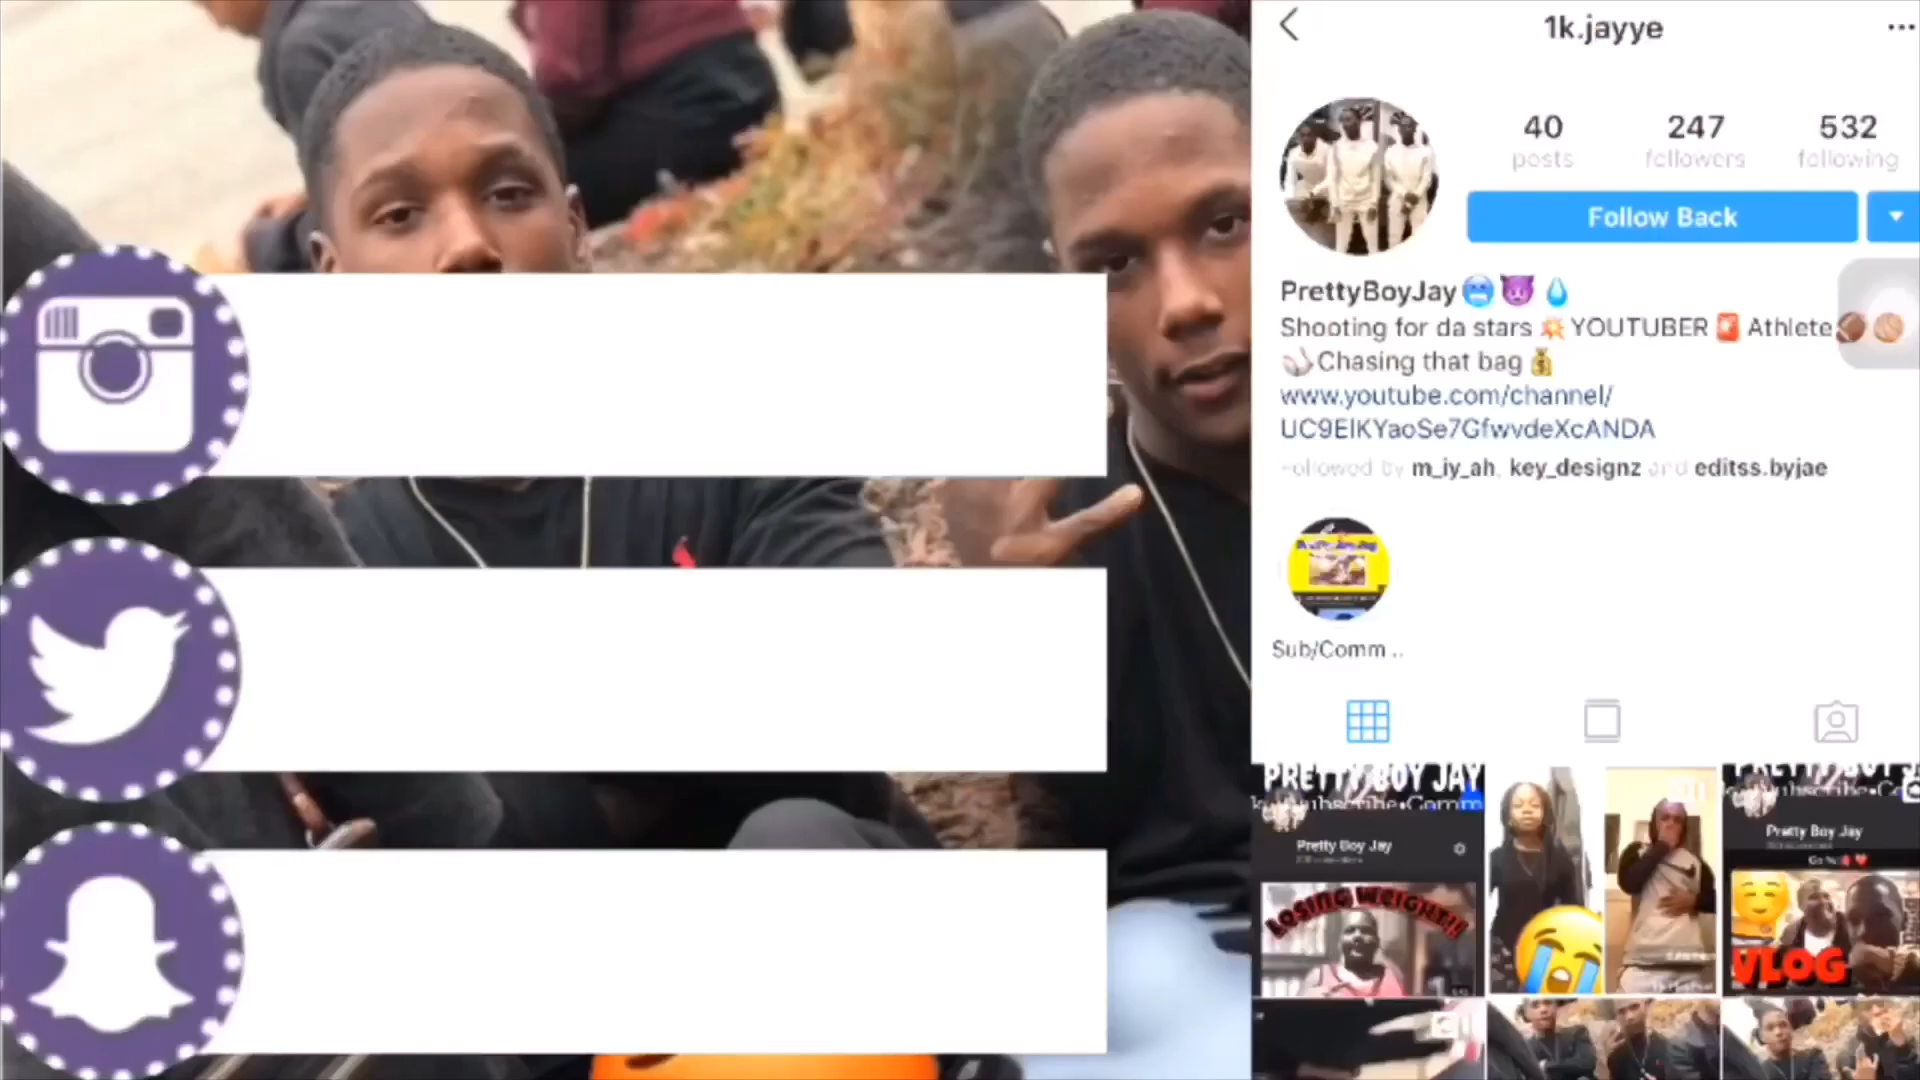 1k.jayye
40
247
532
posts
followers
following
Follow Back
PrettyBoyJay🥶😈💧
Shooting for da stars 💥 YOUTUBER 🚨 Athlete🏈🏀
⚾Chasing that bag💰
www.youtube.com/channel/
UC9ElKYaoSe7GfwvdeXcANDA
Followed by m_iy_ah, key_designz and editss.byjae
Sub/Comm ..
PRETTY BOY JAY
Pretty Boy Jay
LOSING WEIGHT!!
Pretty Boy Jay
VLOG